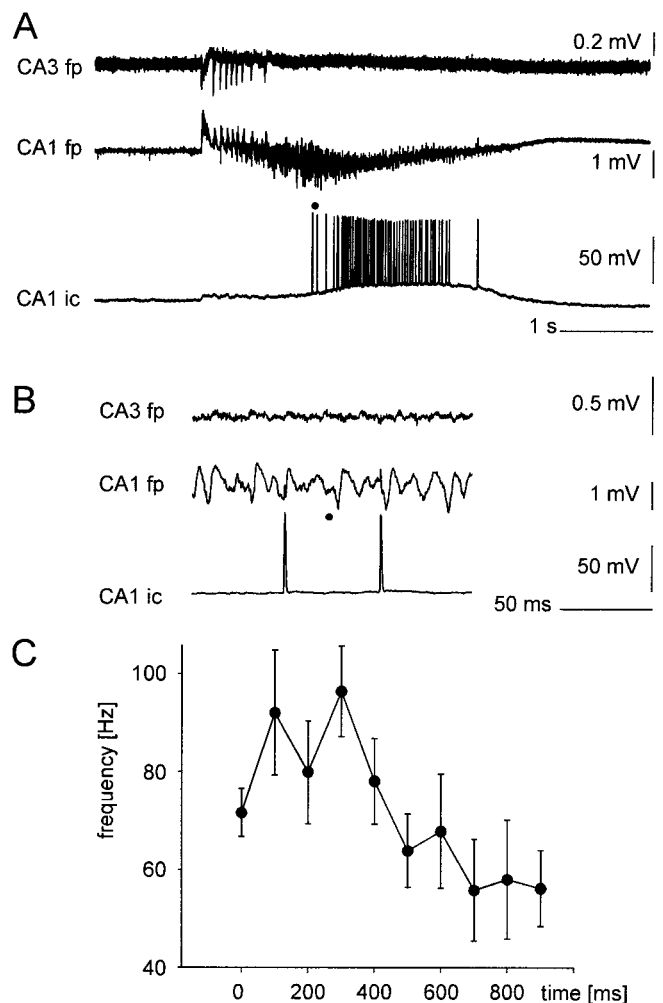 A
CA3 fp
0.2 mV
CA1 fp
1 mV
50 mV
CA1 ic
1 s
B
CA3 fp
0.5 mV
CA1 fp
1 mV
50 mV
CA1 ic
50 ms
C
frequency [Hz]
100
80
60
40
0 200 400 600 800 time [ms]